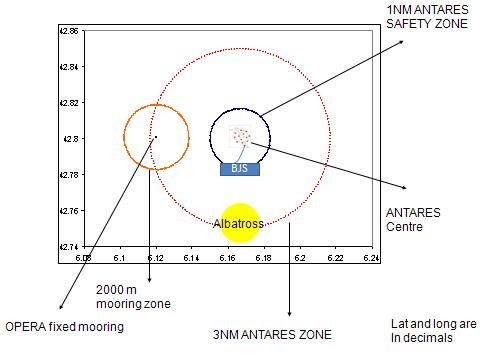 1NM ANTARES
SAFETY ZONE
42.86
42.84
42.82
42.8
42.78
42.76
42.74
BJS
Albatross
ANTARES
Centre
6.08 6.1 6.12 6.14 6.16 6.18 6.2 6.22 6.24
2000 m
mooring zone
OPERA fixed mooring
3NM ANTARES ZONE
Lat and long are
In decimals